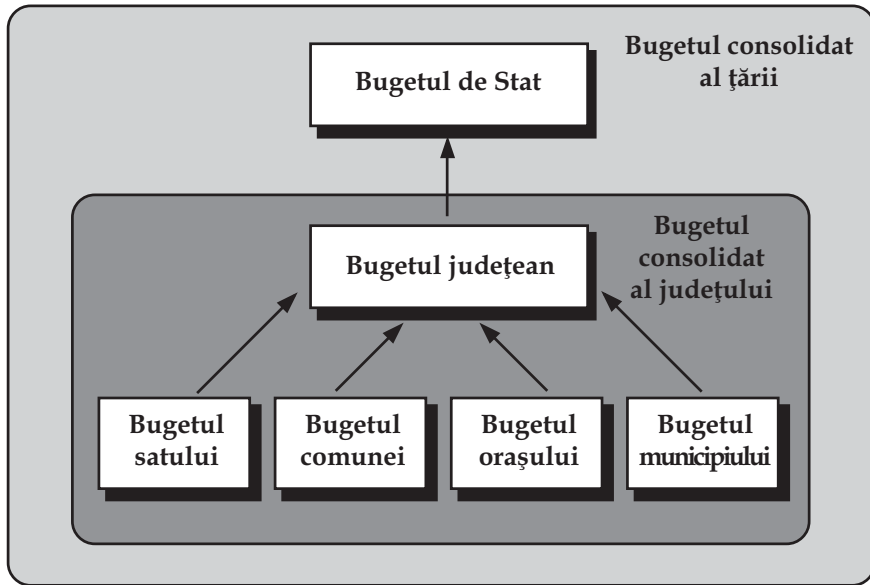 Bugetul consolidat
al ţării
Bugetul de Stat
Bugetul
consolidat
al judeţului
Bugetul judeţean
Bugetul
satului
Bugetul
comunei
Bugetul
oraşului
Bugetul
municipiului